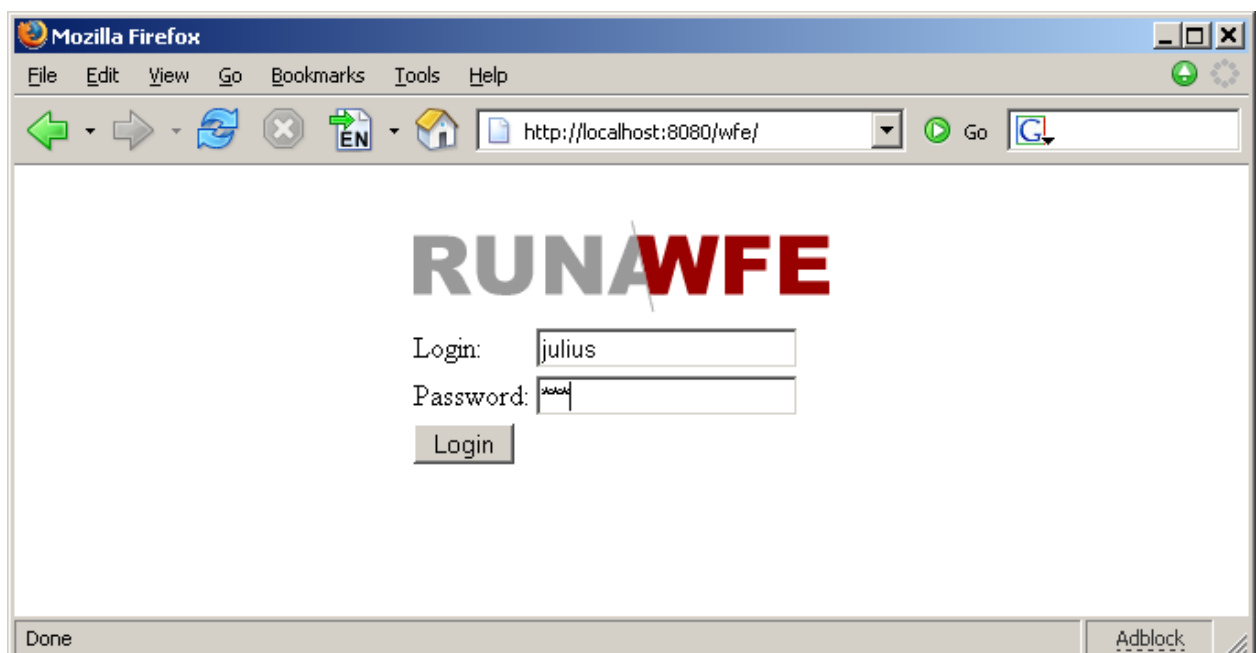 Mozilla Firefox
File Edit View Go Bookmarks Tools Help
EN http://localhost:8080/wfe/ Go G
RUNAWFE
Login: julius
Password: ****
Login
Done Adblock